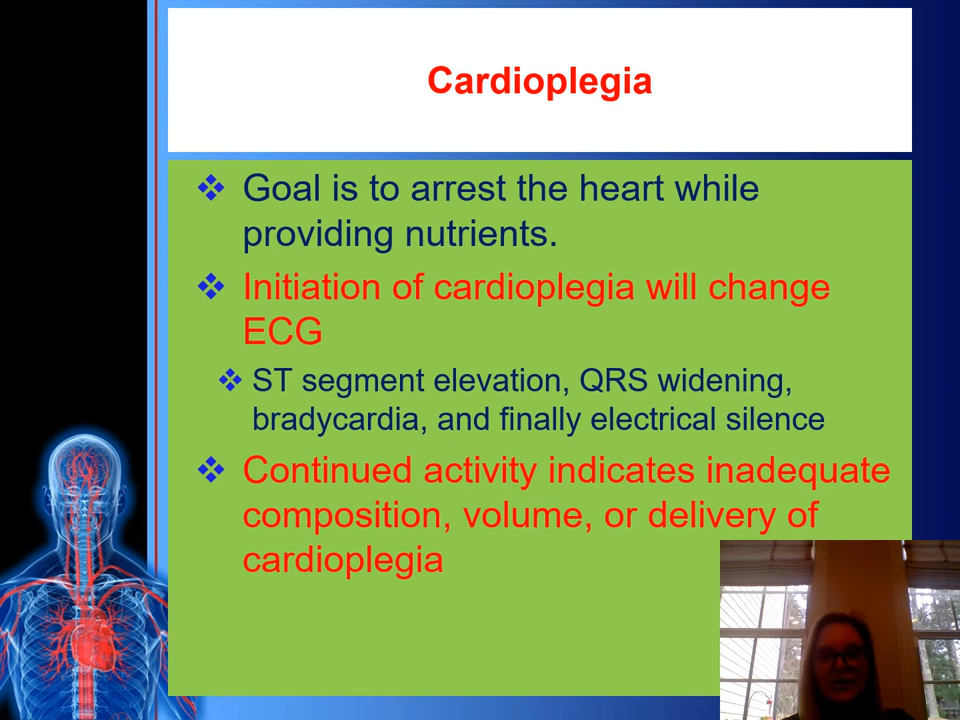 Cardioplegia
Goal is to arrest the heart while
providing nutrients.
Initiation of cardioplegia will change
ECG
ST segment elevation, QRS widening,
bradycardia, and finally electrical silence
Continued activity indicates inadequate
composition, volume, or delivery of
cardioplegia